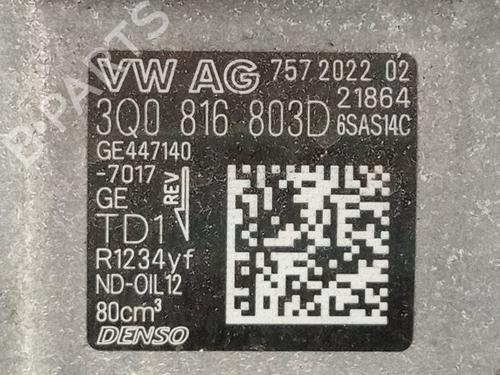 VW AG 757 2022 02
21864
3Q0 816 803D 6SAS14C
GE447140
-7017
GE
REV
TD1
R1234yf
ND-OIL12
80cm³
DENSO
B-PARTS